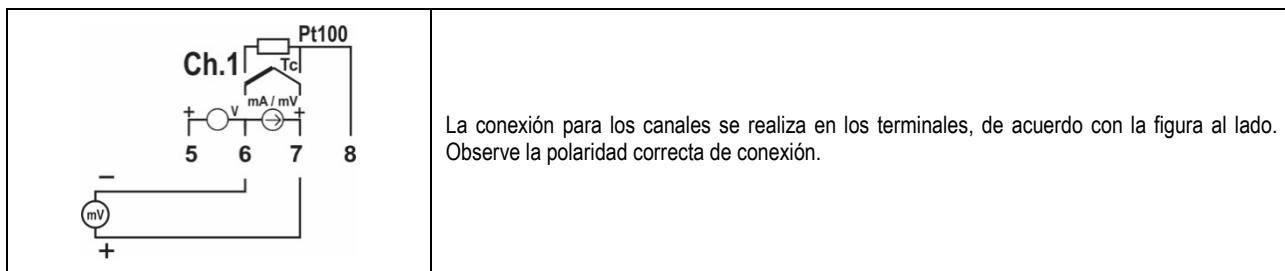 Pt100
Ch.1
Tc
mA / mV
+ V +
5 6 7 8
−
mV
+
La conexión para los canales se realiza en los terminales, de acuerdo con la figura al lado.
Observe la polaridad correcta de conexión.